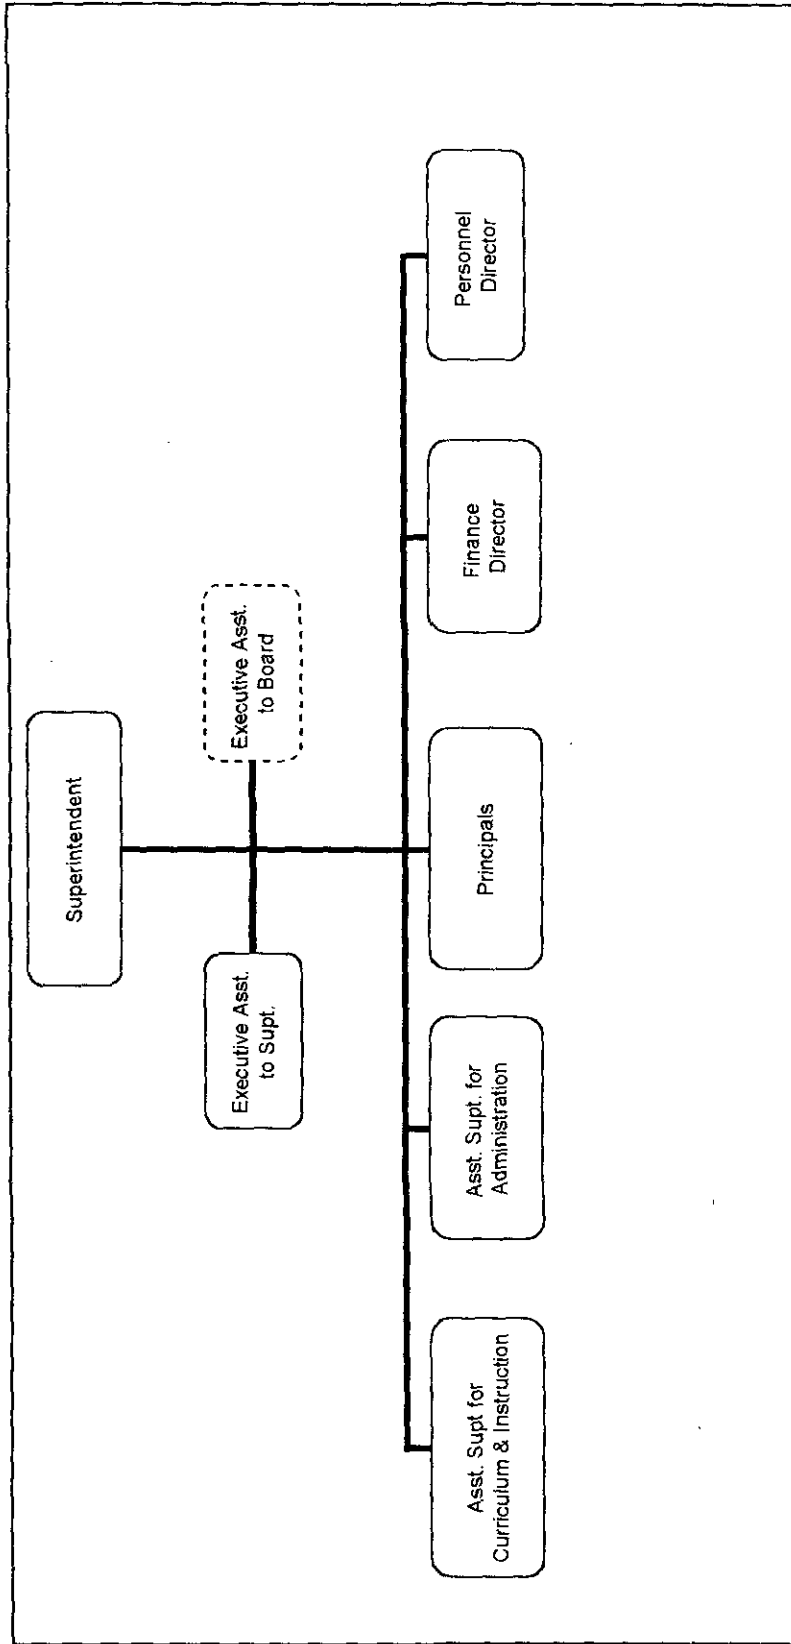 Superintendent
Executive Asst.
to Supt.
Executive Asst.
to Board
Asst. Supt for
Curriculum & Instruction
Asst. Supt. for
Administration
Principals
Finance
Director
Personnel
Director